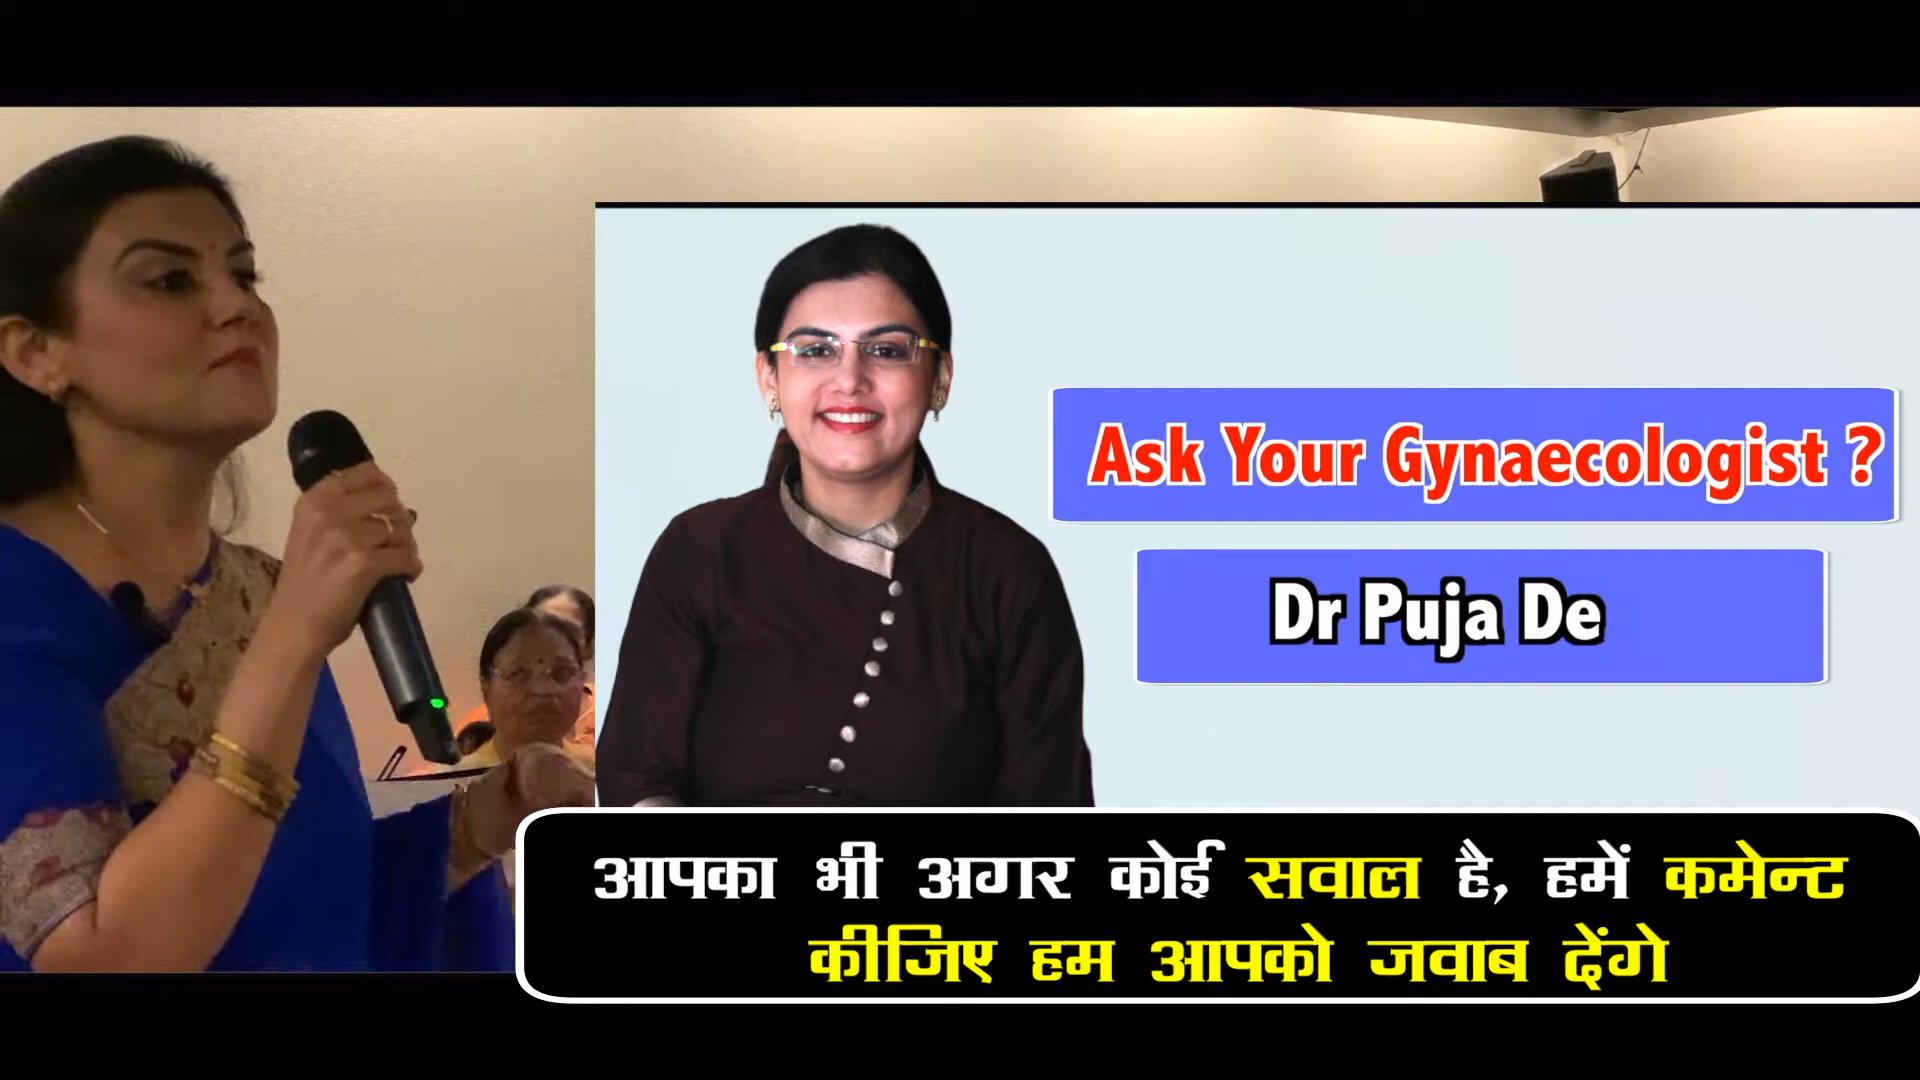 Ask Your Gynaecologist ?
Dr Puja De
आपका भी अगर कोई सवाल है, हमें कमेन्ट
कीजिए हम आपको जवाब देंगे